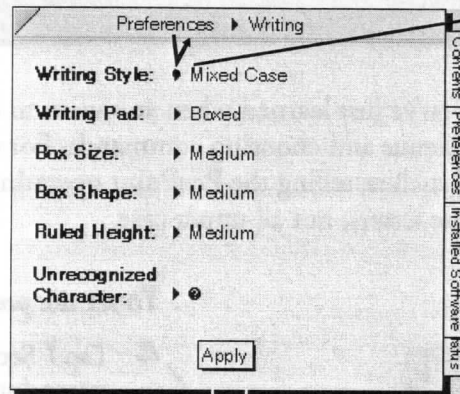 Preferences ▸ Writing
Writing Style: Mixed Case
Writing Pad: ▸ Boxed
Box Size: ▸ Medium
Box Shape: ▸ Medium
Ruled Height: ▸ Medium
Unrecognized
Character: ▸
Apply
Contents
Preferences
Installed Software
atus